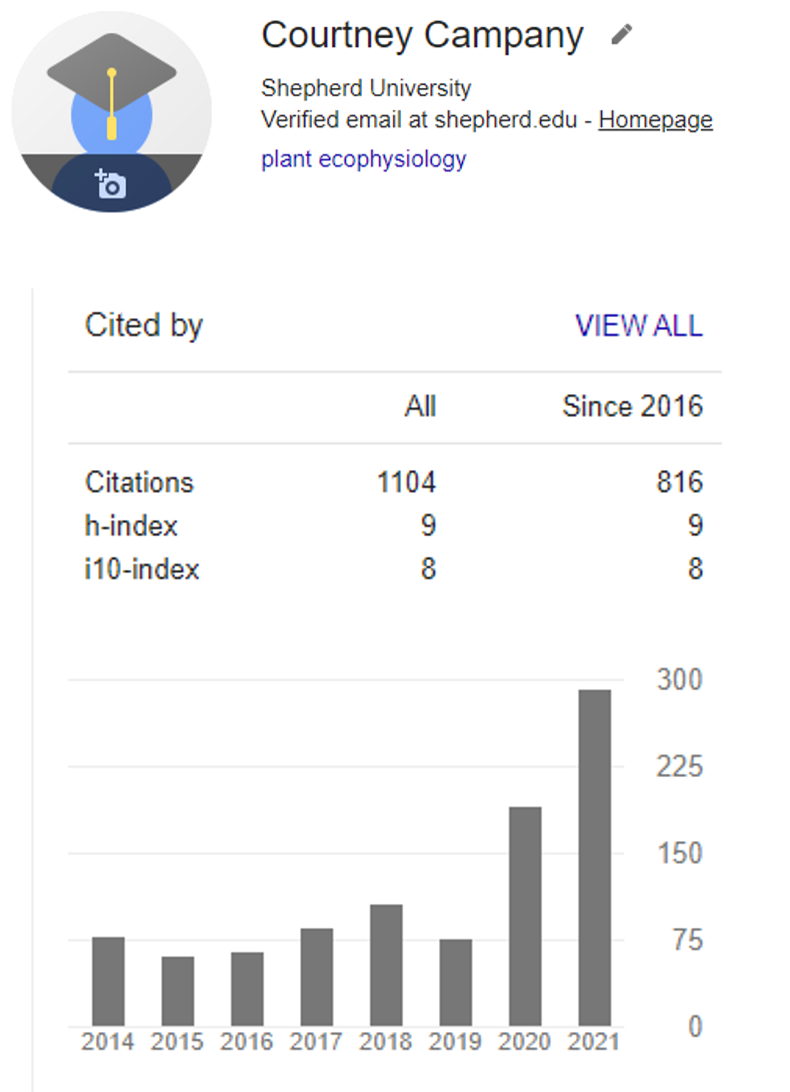 Courtney Campany
Shepherd University
Verified email at shepherd.edu - Homepage
plant ecophysiology
Cited by VIEW ALL
All Since 2016
Citations 1104 816
h-index 9 9
i10-index 8 8
300
225
150
75
0
2014 2015 2016 2017 2018 2019 2020 2021